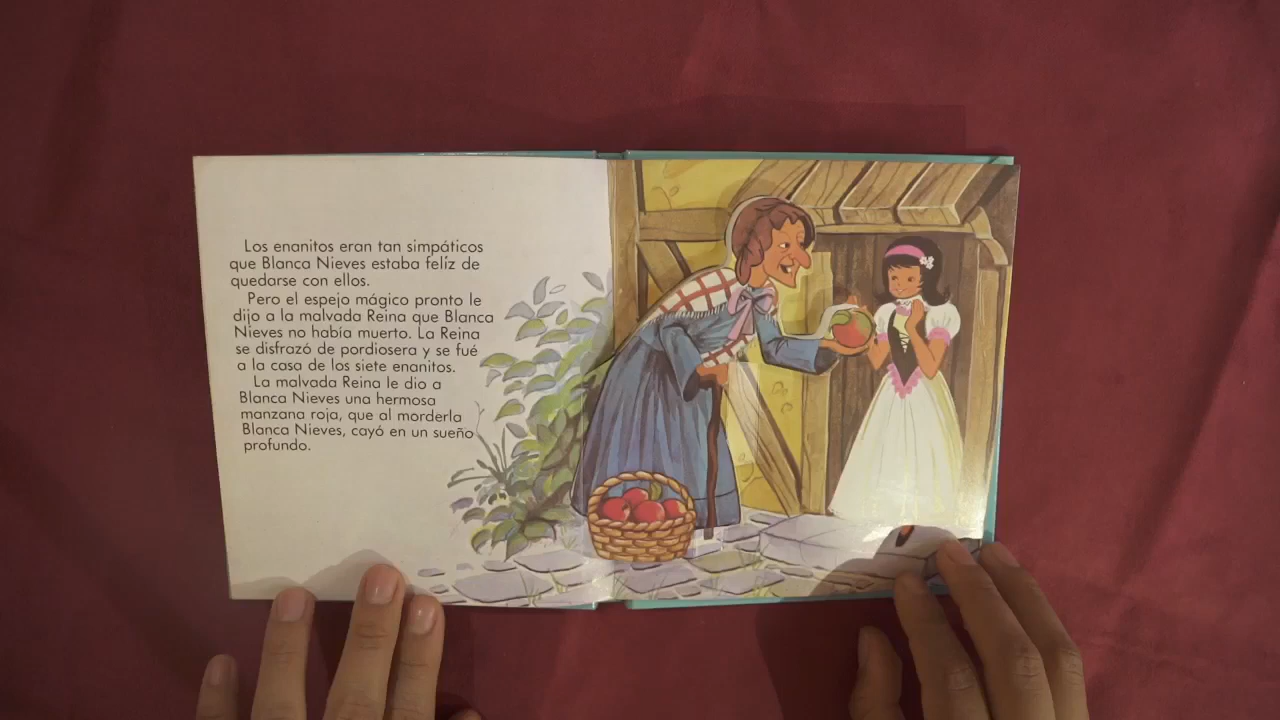 Los enanitos eran tan simpáticos
que Blanca Nieves estaba felíz de
quedarse con ellos.
Pero el espejo mágico pronto le
dijo a la malvada Reina que Blanca
Nieves no había muerto. La Reina
se disfrazó de pordiosera y se fué
a la casa de los siete enanitos.
La malvada Reina le dio a
Blanca Nieves una hermosa
manzana roja, que al morderla
Blanca Nieves, cayó en un sueño
profundo.